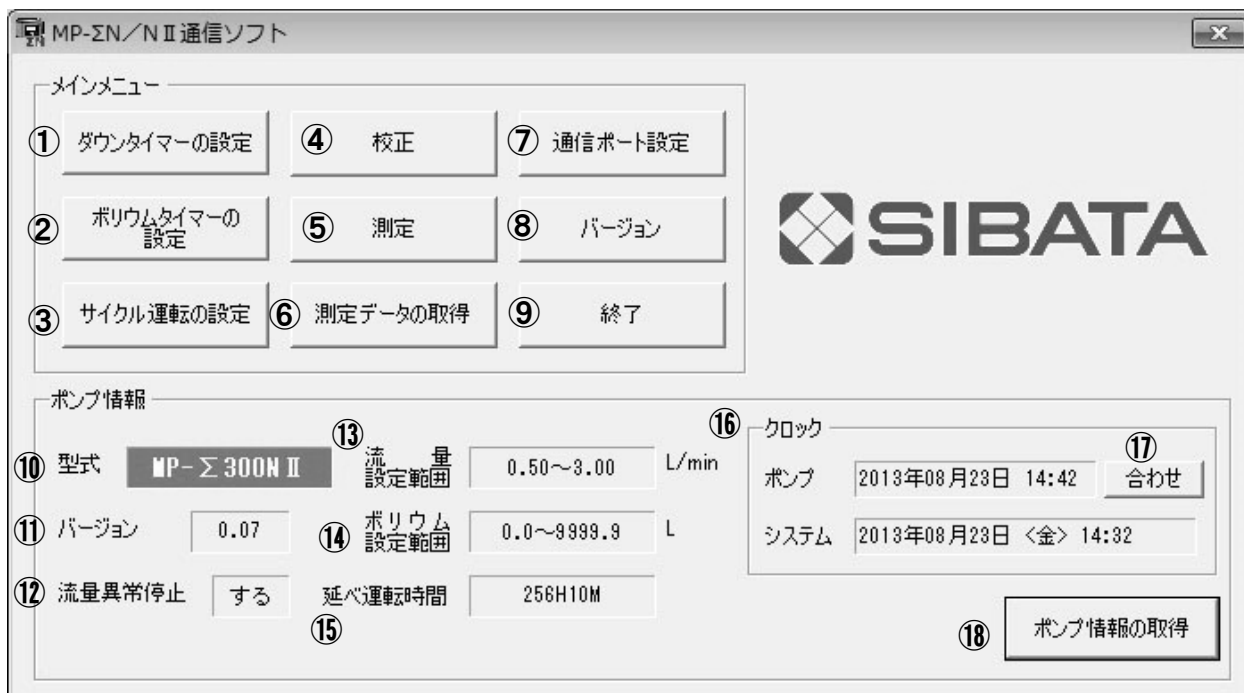 MP-ΣN/NⅡ通信ソフト
メインメニュー
① ダウンタイマーの設定
④ 校正
⑦ 通信ポート設定
② ボリウムタイマーの
設定
⑤ 測定
⑧ バージョン
③ サイクル運転の設定
⑥ 測定データの取得
⑨ 終了
SIBATA
ポンプ情報
⑩ 型式 MP-Σ300NⅡ
⑪ バージョン 0.07
⑫ 流量異常停止 する
⑬ 流量
設定範囲 0.50～3.00 L/min
⑭ ボリウム
設定範囲 0.0～9999.9 L
⑮ 延べ運転時間 256H10M
⑯ クロック
ポンプ 2013年08月23日 14:42
⑰ 合わせ
システム 2013年08月23日 <金> 14:32
⑱ ポンプ情報の取得